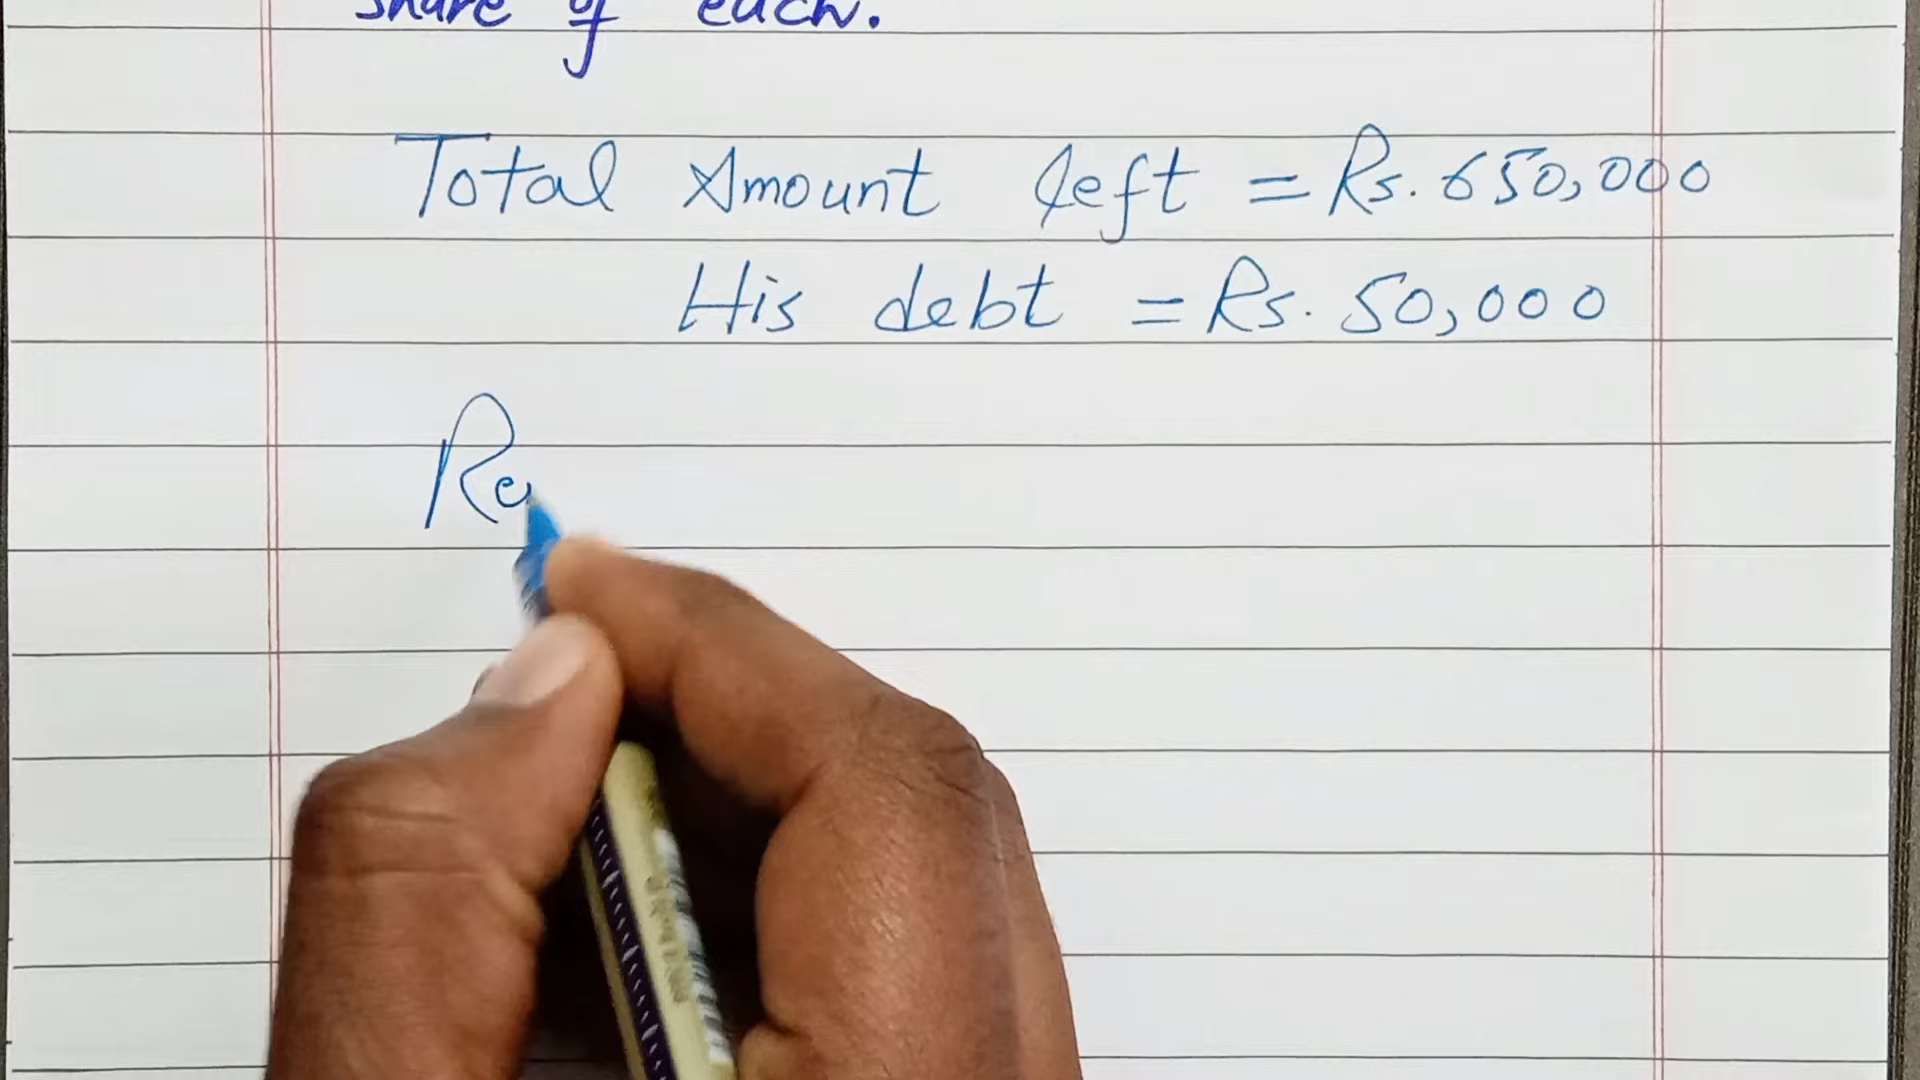 share of each.
Total Amount left = Rs. 650,000
His debt = Rs. 50,000
Re